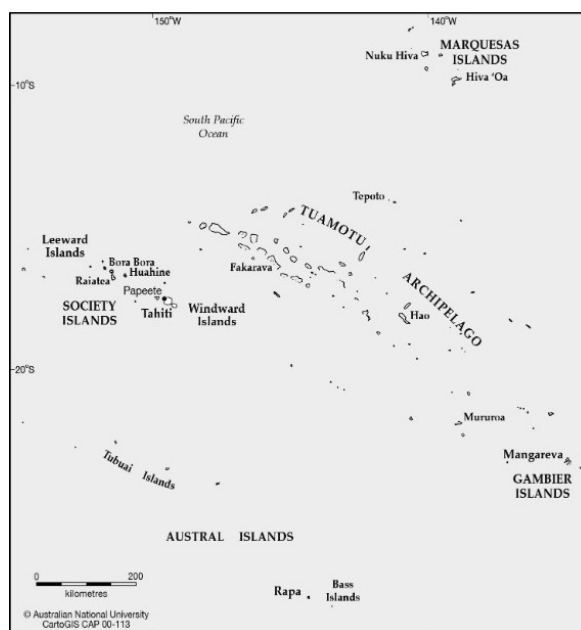 150°W
140°W
Nuku Hiva
MARQUESAS
ISLANDS
Hiva ‘Oa
10°S
South Pacific
Ocean
Tepoto
TUAMOTU
ARCHIPELAGO
Leeward
Islands
Bora Bora
Huahine
Raiatea
Papeete
SOCIETY
ISLANDS
Tahiti
Windward
Islands
Fakarava
Hao
20°S
Mururoa
Mangareva
GAMBIER
ISLANDS
Tubuai Islands
AUSTRAL ISLANDS
Rapa
Bass
Islands
0 200
kilometres
© Australian National University
CartoGIS CAP 00-113